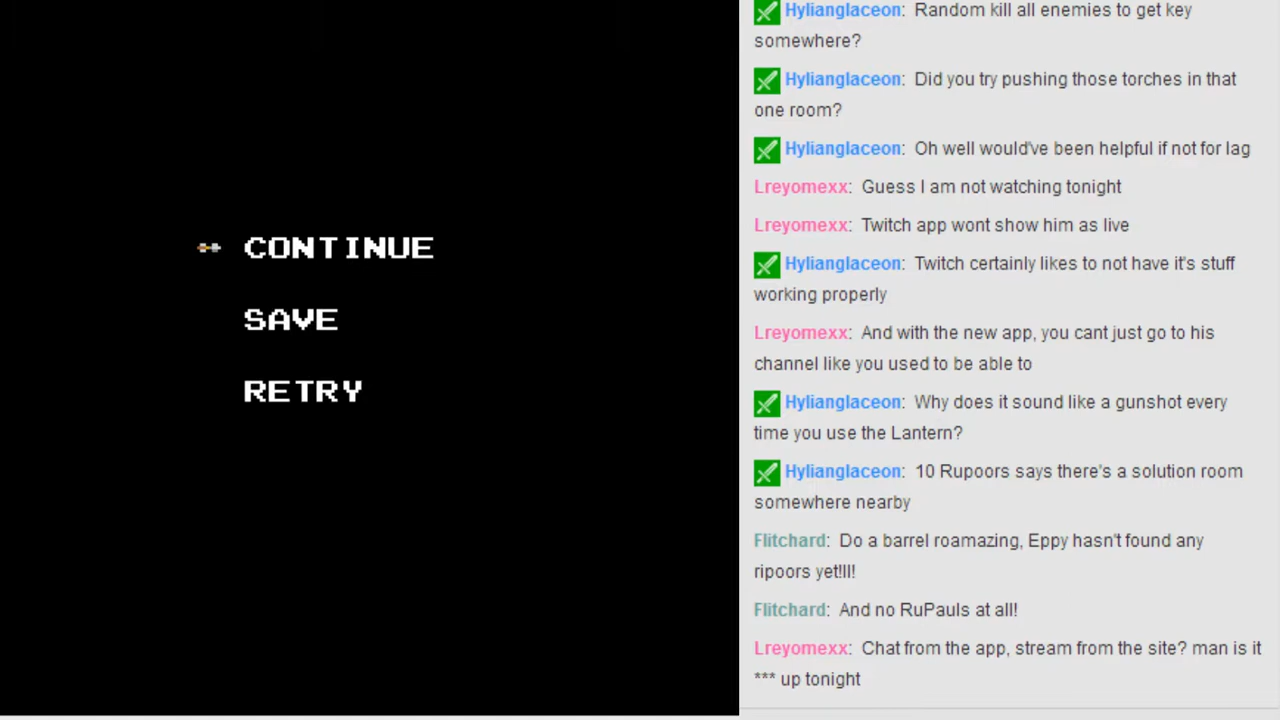 CONTINUE
SAVE
RETRY
Hylianglaceon: Random kill all enemies to get key
somewhere?
Hylianglaceon: Did you try pushing those torches in that
one room?
Hylianglaceon: Oh well would've been helpful if not for lag
Lreyomexx: Guess I am not watching tonight
Lreyomexx: Twitch app wont show him as live
Hylianglaceon: Twitch certainly likes to not have it's stuff
working properly
Lreyomexx: And with the new app, you cant just go to his
channel like you used to be able to
Hylianglaceon: Why does it sound like a gunshot every
time you use the Lantern?
Hylianglaceon: 10 Rupoors says there's a solution room
somewhere nearby
Flitchard: Do a barrel roamazing, Eppy hasn't found any
ripoors yet!!!!
Flitchard: And no RuPauls at all!
Lreyomexx: Chat from the app, stream from the site? man is it
*** up tonight